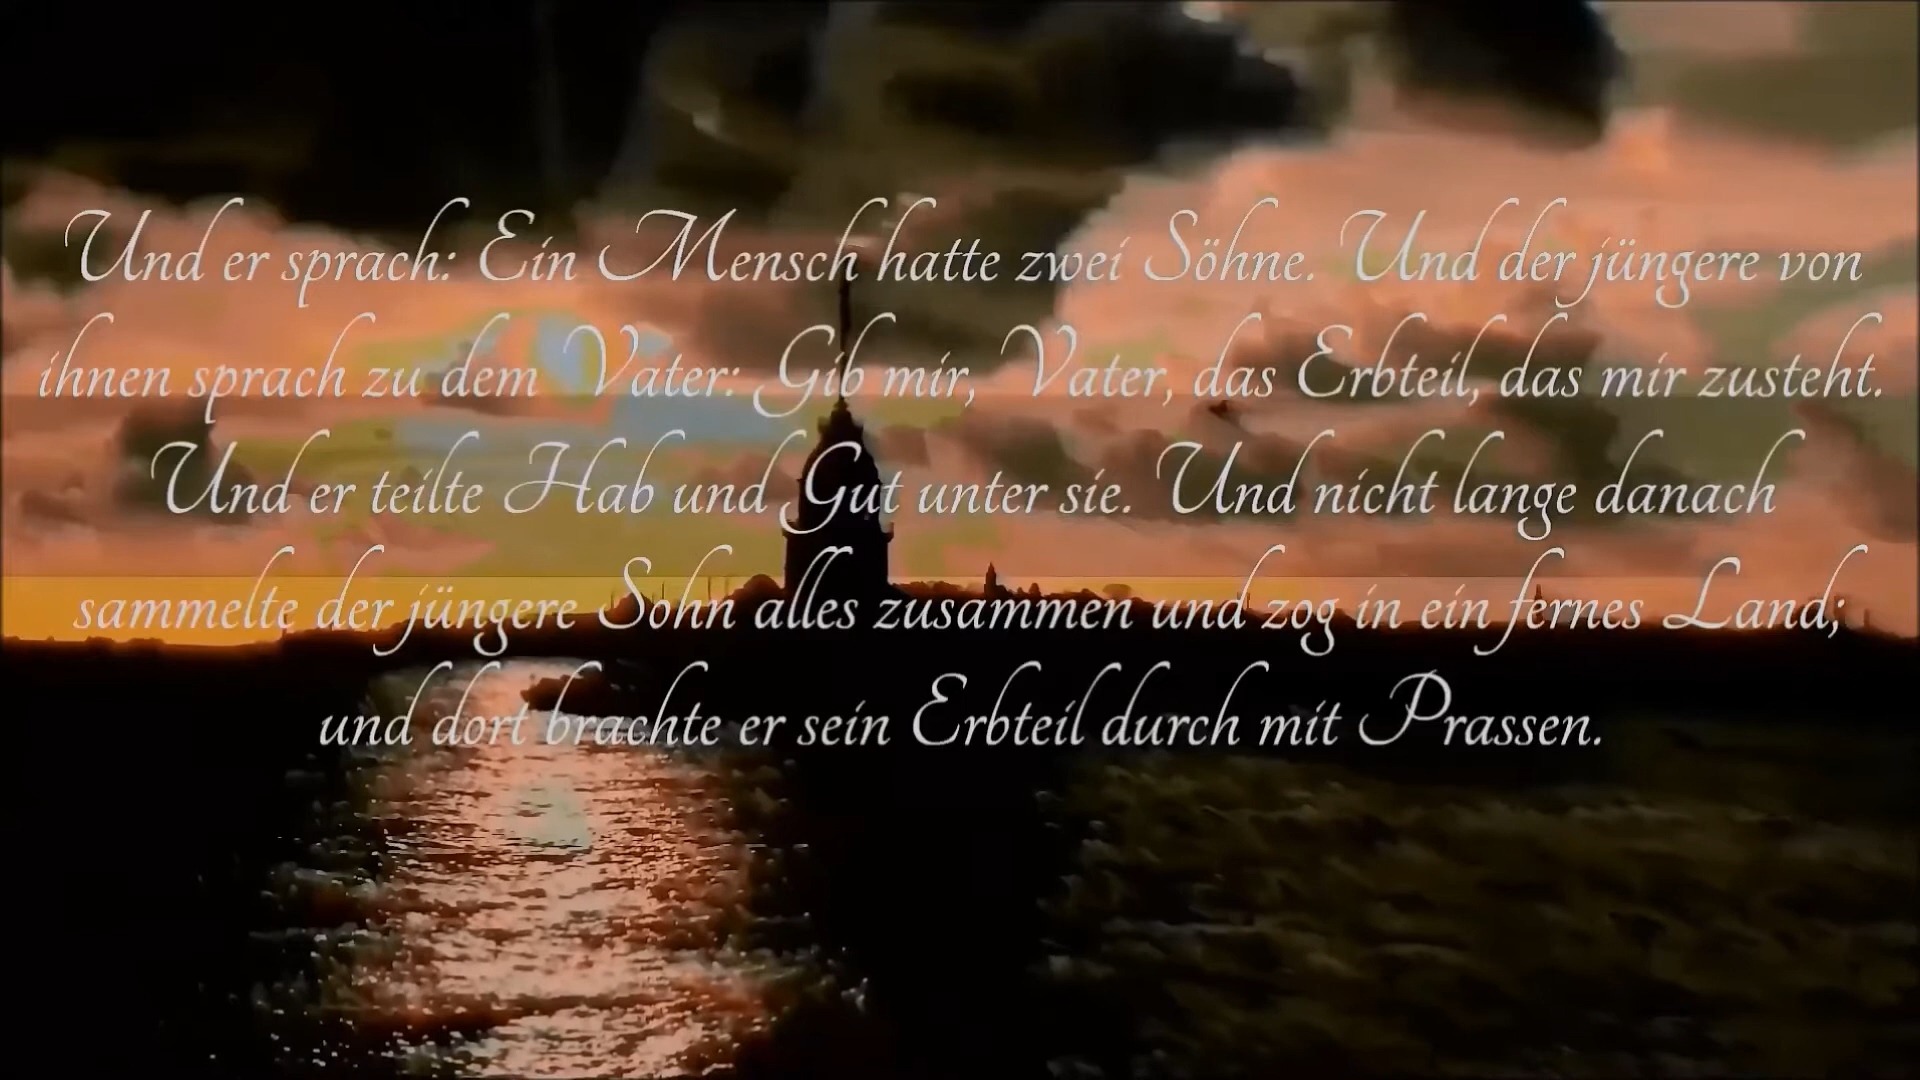 Und er sprach: Ein Mensch hatte zwei Söhne. Und der jüngere von
ihnen sprach zu dem Vater: Gib mir, Vater, das Erbteil, das mir zusteht.
Und er teilte Hab und Gut unter sie. Und nicht lange danach
sammelte der jüngere Sohn alles zusammen und zog in ein fernes Land;
und dort brachte er sein Erbteil durch mit Prassen.